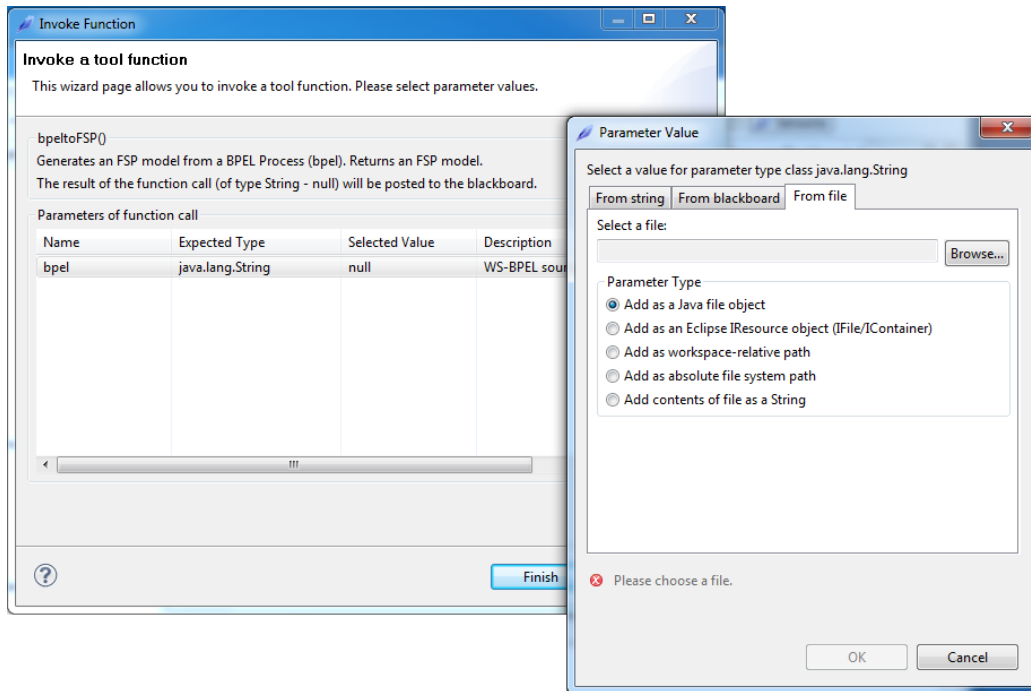 Invoke Function
Invoke a tool function
This wizard page allows you to invoke a tool function. Please select parameter values.
bpeltoFSP()
Generates an FSP model from a BPEL Process (bpel). Returns an FSP model.
The result of the function call (of type String - null) will be posted to the blackboard.
Parameters of function call
Name Expected Type Selected Value Description
bpel java.lang.String null WS-BPEL sour
Finish
Parameter Value
Select a value for parameter type class java.lang.String
From string From blackboard From file
Select a file:
Browse...
Parameter Type
Add as a Java file object
Add as an Eclipse IResource object (IFile/IContainer)
Add as workspace-relative path
Add as absolute file system path
Add contents of file as a String
Please choose a file.
OK Cancel